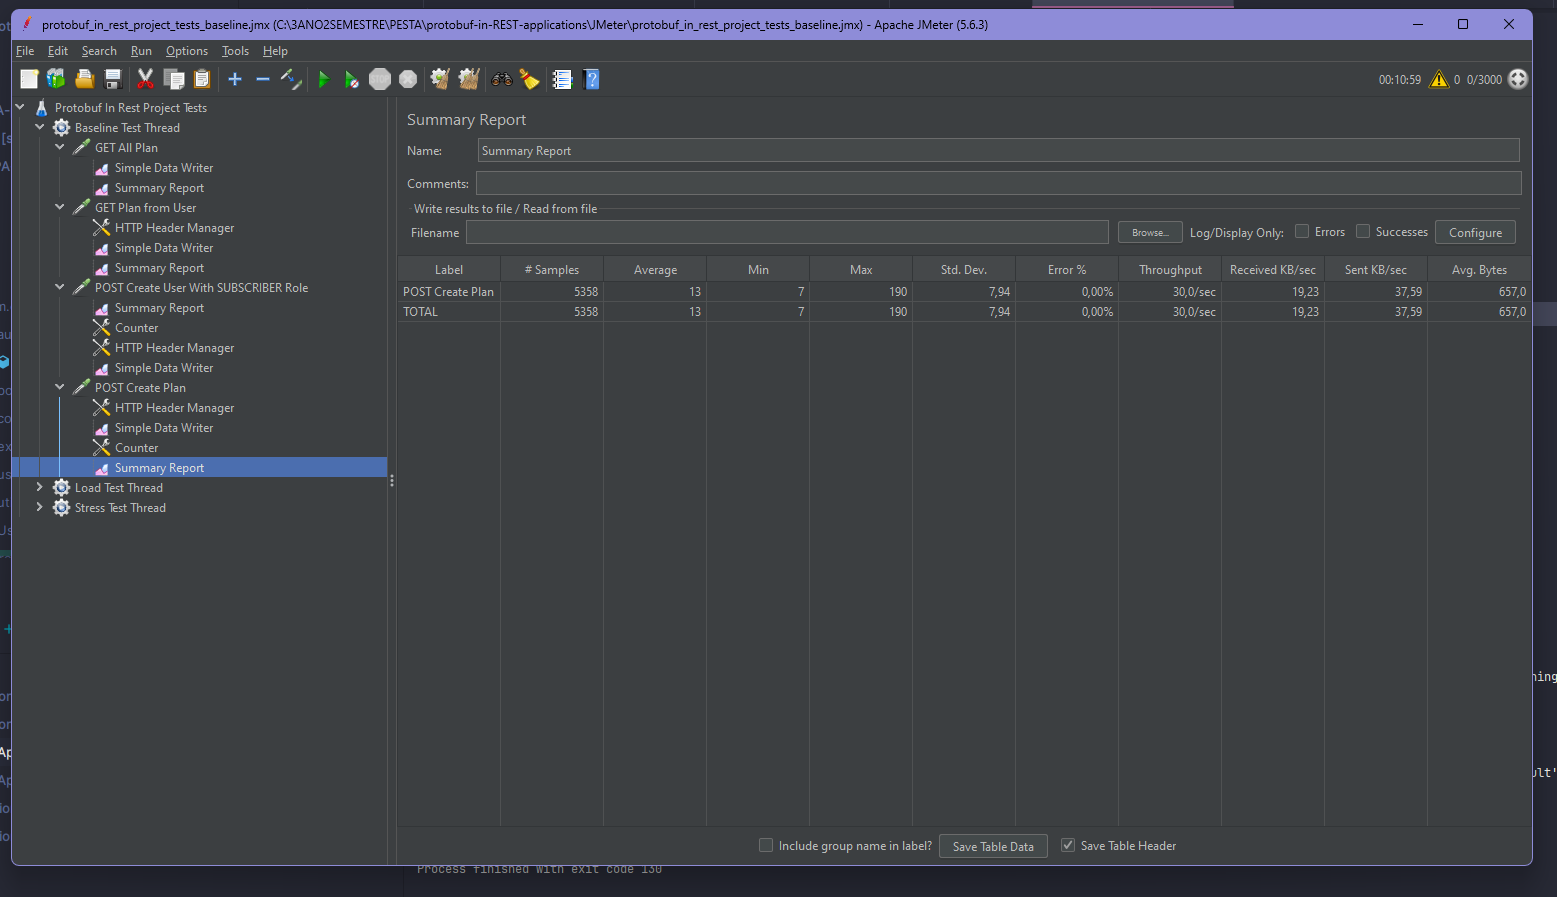 protobuf_in_rest_project_tests_baseline.jmx (C:\3ANO2SEMESTRE\PESTA\protobuf-in-REST-applications\JMeter\protobuf_in_rest_project_tests_baseline.jmx) - Apache JMeter (5.6.3)
File Edit Search Run Options Tools Help
00:10:59 0 0/3000
Protobuf In Rest Project Tests
Baseline Test Thread
GET All Plan
Simple Data Writer
Summary Report
GET Plan from User
HTTP Header Manager
Simple Data Writer
Summary Report
POST Create User With SUBSCRIBER Role
Summary Report
Counter
HTTP Header Manager
Simple Data Writer
POST Create Plan
HTTP Header Manager
Simple Data Writer
Counter
Summary Report
Load Test Thread
Stress Test Thread
Summary Report
Name: Summary Report
Comments:
Write results to file / Read from file
Filename Browse... Log/Display Only: Errors Successes Configure
Label # Samples Average Min Max Std. Dev. Error % Throughput Received KB/sec Sent KB/sec Avg. Bytes
POST Create Plan 5358 13 7 190 7,94 0,00% 30,0/sec 19,23 37,59 657,0
TOTAL 5358 13 7 190 7,94 0,00% 30,0/sec 19,23 37,59 657,0
Include group name in label? Save Table Data Save Table Header
Process finished with exit code 130